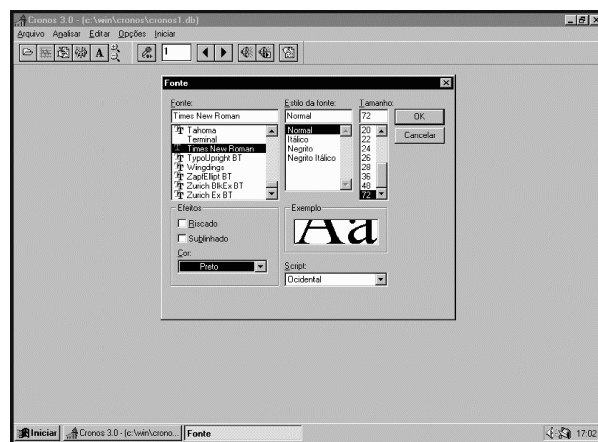 Cronos 3.0 - (c:\win\cronos\cronos1.db)
Arquivo Analisar Editar Opções Iniciar
A 1
Fonte
Fonte: Estilo da fonte: Tamanho:
Times New Roman Normal 72 OK
Tahoma Normal 20 Cancelar
Terminal Itálico 22
Times New Roman Negrito 24
TypoUpright BT Negrito Itálico 26
Wingdings 28
ZapfEllipt BT 36
Zurich BlkEx BT 48
Zurich Ex BT 72
Efeitos Exemplo
Riscado AaA
Sublinhado
Cor: Script:
Preto Ocidental
Iniciar Cronos 3.0 - (c:\win\crono... Fonte 17:02